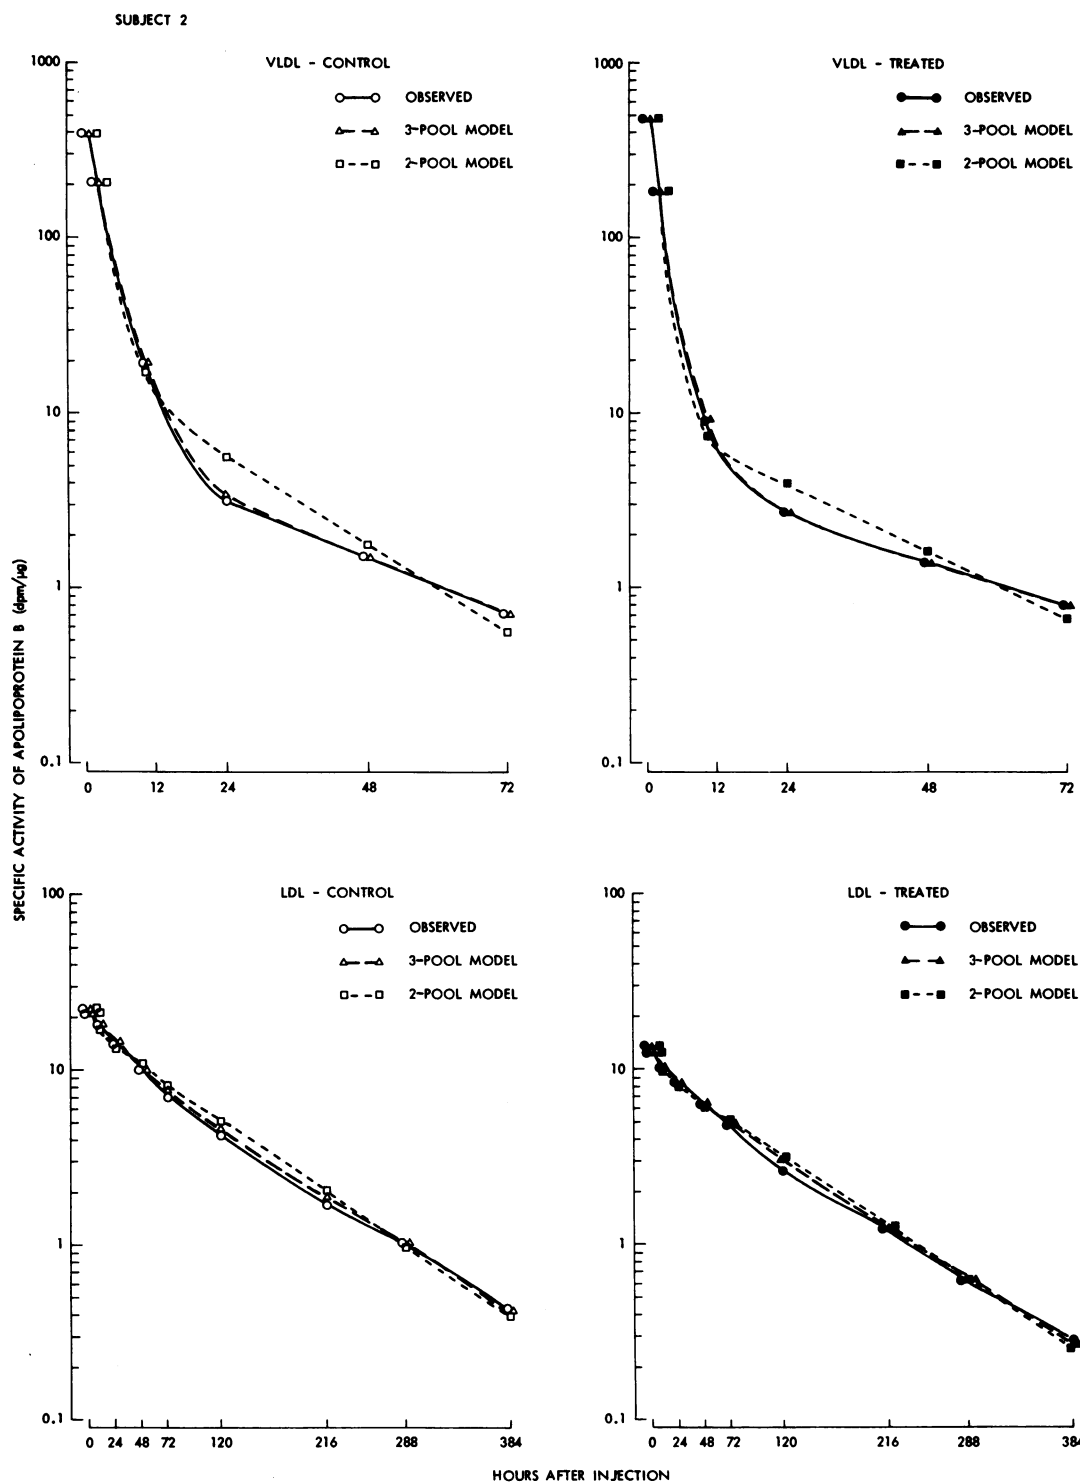 SUBJECT 2
VLDL - CONTROL
OBSERVED
3-POOL MODEL
2-POOL MODEL
1000
100
10
1
0.1
0 12 24 48 72
VLDL - TREATED
OBSERVED
3-POOL MODEL
2-POOL MODEL
1000
100
10
1
0.1
0 12 24 48 72
SPECIFIC ACTIVITY OF APOLIPOPROTEIN B (dpm/μg)
LDL - CONTROL
OBSERVED
3-POOL MODEL
2-POOL MODEL
100
10
1
0.1
0 24 48 72 120 216 288 384
LDL - TREATED
OBSERVED
3-POOL MODEL
2-POOL MODEL
100
10
1
0.1
0 24 48 72 120 216 288 384
HOURS AFTER INJECTION